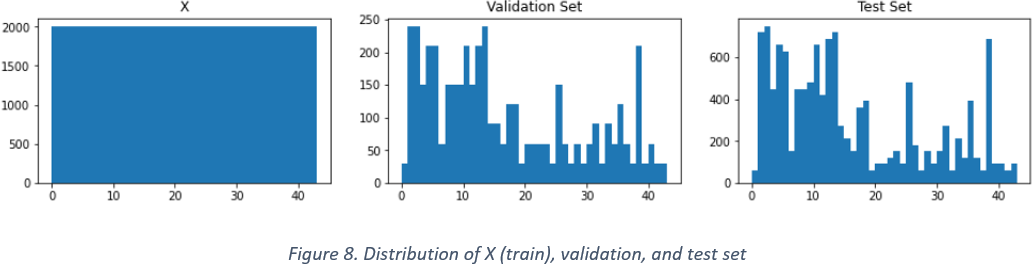 X
Validation Set
Test Set
2000
1500
1000
500
0
0 10 20 30 40
250
200
150
100
50
0
0 10 20 30 40
600
400
200
0
0 10 20 30 40
Figure 8. Distribution of X (train), validation, and test set